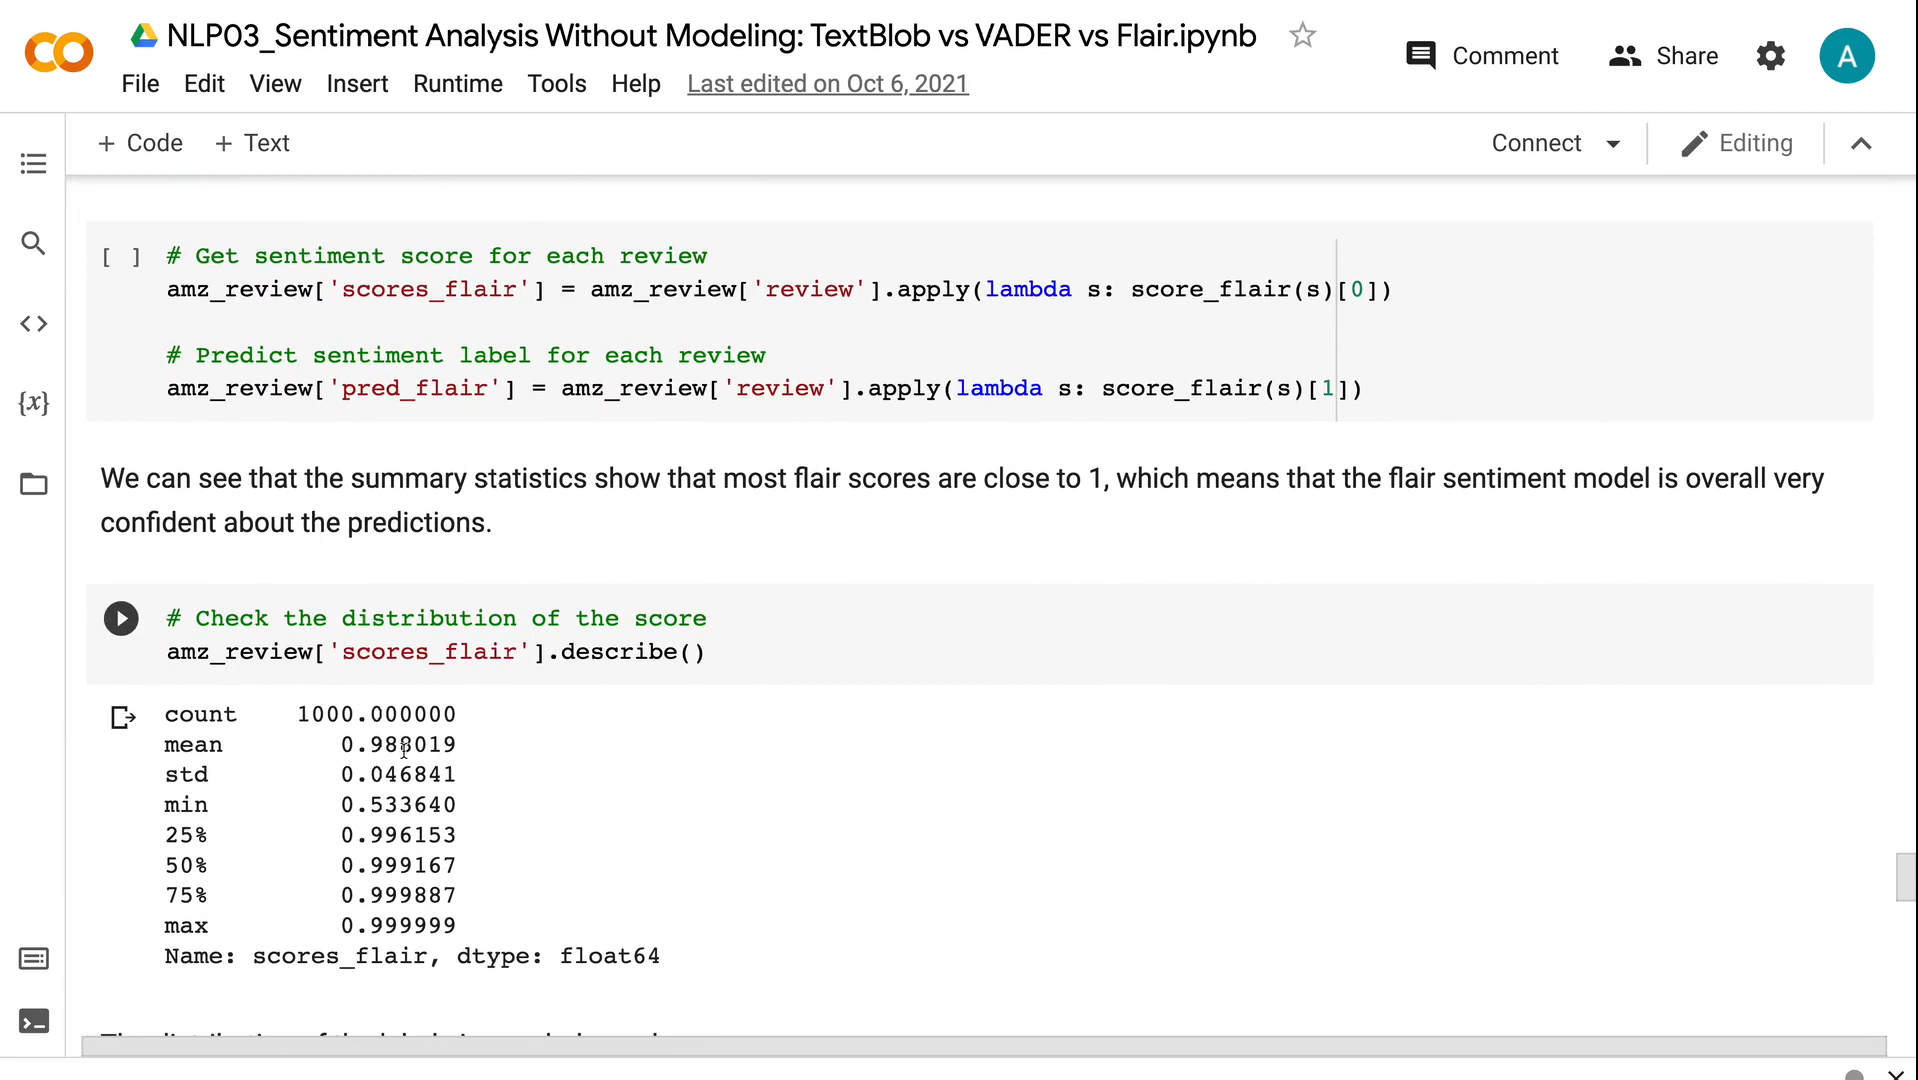 NLP03_Sentiment Analysis Without Modeling: TextBlob vs VADER vs Flair.ipynb
Comment
Share
A
File Edit View Insert Runtime Tools Help Last edited on Oct 6, 2021
+ Code + Text
Connect
Editing
[ ] # Get sentiment score for each review
amz_review['scores_flair'] = amz_review['review'].apply(lambda s: score_flair(s)[0])
# Predict sentiment label for each review
amz_review['pred_flair'] = amz_review['review'].apply(lambda s: score_flair(s)[1])
{x}
We can see that the summary statistics show that most flair scores are close to 1, which means that the flair sentiment model is overall very
confident about the predictions.
# Check the distribution of the score
amz_review['scores_flair'].describe()
count 1000.000000
mean 0.988019
std 0.046841
min 0.533640
25% 0.996153
50% 0.999167
75% 0.999887
max 0.999999
Name: scores_flair, dtype: float64